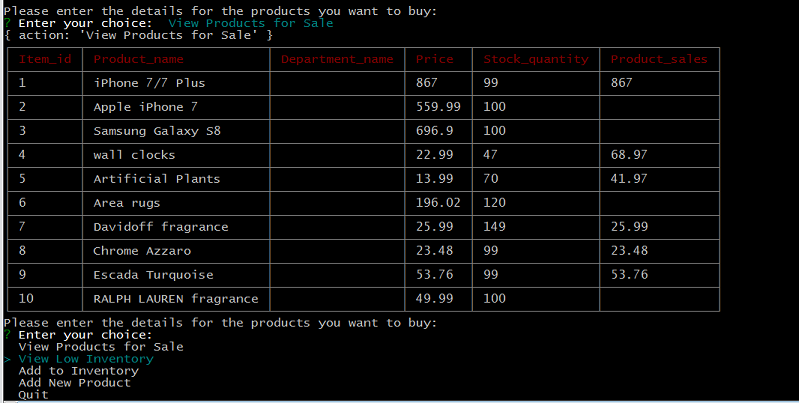 Please enter the details for the products you want to buy:
? Enter your choice:  View Products for Sale
{ action: 'View Products for Sale' }
Item_id Product_name Department_name Price Stock_quantity Product_sales
1 iPhone 7/7 Plus 867 99 867
2 Apple iPhone 7 559.99 100
3 Samsung Galaxy S8 696.9 100
4 wall clocks 22.99 47 68.97
5 Artificial Plants 13.99 70 41.97
6 Area rugs 196.02 120
7 Davidoff fragrance 25.99 149 25.99
8 Chrome Azzaro 23.48 99 23.48
9 Escada Turquoise 53.76 99 53.76
10 RALPH LAUREN fragrance 49.99 100
Please enter the details for the products you want to buy:
? Enter your choice:
View Products for Sale
> View Low Inventory
Add to Inventory
Add New Product
Quit